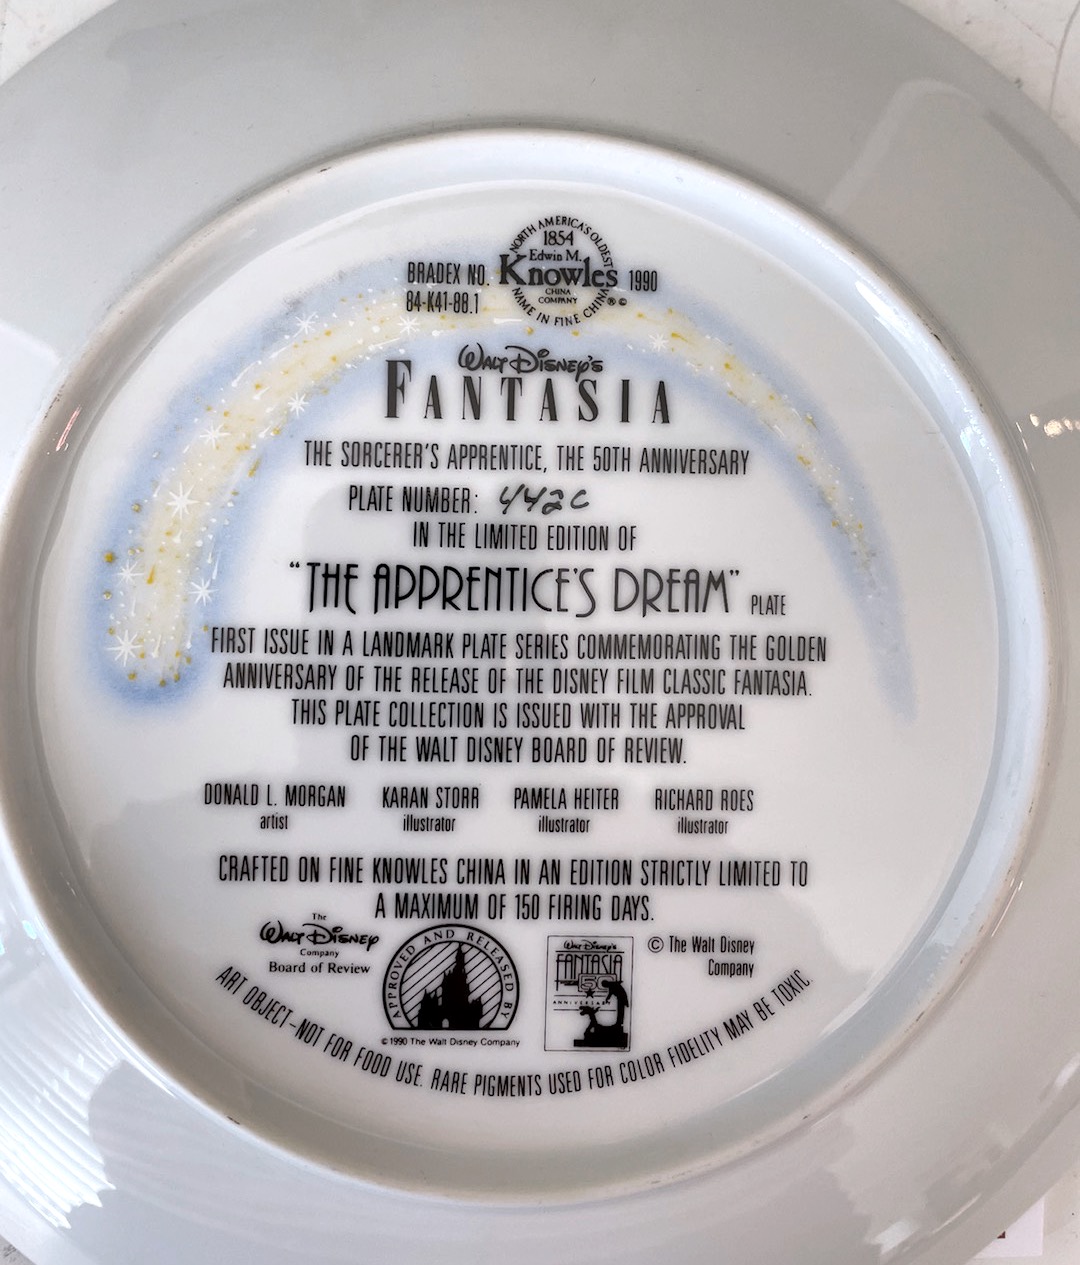 NORTH AMERICA'S OLDEST
1854
Edwin M.
Knowles
CHINA
COMPANY
NAME IN FINE CHINA
® ©
BRADEX NO.
84-K41-88.1
1990
WALT DISNEY'S
FANTASIA
THE SORCERER'S APPRENTICE, THE 50TH ANNIVERSARY
PLATE NUMBER: 442C
IN THE LIMITED EDITION OF
"THE APPRENTICE'S DREAM" PLATE
FIRST ISSUE IN A LANDMARK PLATE SERIES COMMEMORATING THE GOLDEN
ANNIVERSARY OF THE RELEASE OF THE DISNEY FILM CLASSIC FANTASIA.
THIS PLATE COLLECTION IS ISSUED WITH THE APPROVAL
OF THE WALT DISNEY BOARD OF REVIEW.
DONALD L. MORGAN KARAN STORR PAMELA HEITER RICHARD ROES
artist illustrator illustrator illustrator
CRAFTED ON FINE KNOWLES CHINA IN AN EDITION STRICTLY LIMITED TO
A MAXIMUM OF 150 FIRING DAYS.
The
WALT DISNEY
Company
Board of Review
APPROVED AND RELEASED BY
© 1990 The Walt Disney Company
WALT DISNEY'S
FANTASIA
50
ANNIVERSARY
© The Walt Disney
Company
ART OBJECT–NOT FOR FOOD USE. RARE PIGMENTS USED FOR COLOR FIDELITY MAY BE TOXIC.